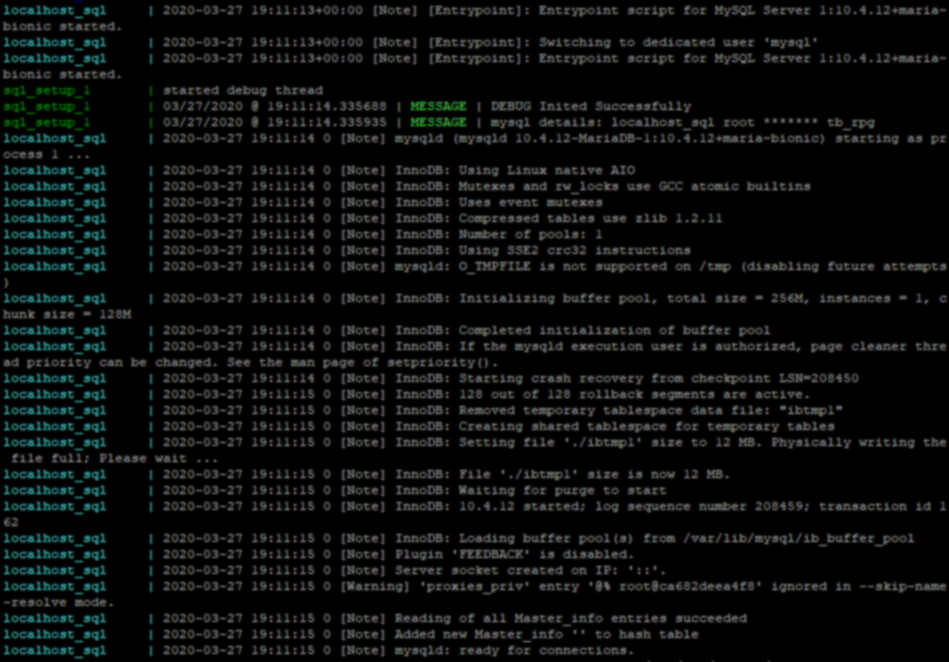 localhost_sql | 2020-03-27 19:11:13+00:00 [Note] [Entrypoint]: Entrypoint script for MySQL Server 1:10.4.12+maria~
bionic started.
localhost_sql | 2020-03-27 19:11:13+00:00 [Note] [Entrypoint]: Switching to dedicated user 'mysql'
localhost_sql | 2020-03-27 19:11:13+00:00 [Note] [Entrypoint]: Entrypoint script for MySQL Server 1:10.4.12+maria~
bionic started.
sql_setup_1 | started debug thread
sql_setup_1 | 03/27/2020 @ 19:11:14.335688 | MESSAGE | DEBUG Inited Successfully
sql_setup_1 | 03/27/2020 @ 19:11:14.335935 | MESSAGE | mysql details: localhost_sql root ******* tb_rpg
localhost_sql | 2020-03-27 19:11:14 0 [Note] mysqld (mysqld 10.4.12-MariaDB-1:10.4.12+maria~bionic) starting as pr
ocess 1 ...
localhost_sql | 2020-03-27 19:11:14 0 [Note] InnoDB: Using Linux native AIO
localhost_sql | 2020-03-27 19:11:14 0 [Note] InnoDB: Mutexes and rw_locks use GCC atomic builtins
localhost_sql | 2020-03-27 19:11:14 0 [Note] InnoDB: Uses event mutexes
localhost_sql | 2020-03-27 19:11:14 0 [Note] InnoDB: Compressed tables use zlib 1.2.11
localhost_sql | 2020-03-27 19:11:14 0 [Note] InnoDB: Number of pools: 1
localhost_sql | 2020-03-27 19:11:14 0 [Note] InnoDB: Using SSE2 crc32 instructions
localhost_sql | 2020-03-27 19:11:14 0 [Note] mysqld: O_TMPFILE is not supported on /tmp (disabling future attempts
)
localhost_sql | 2020-03-27 19:11:14 0 [Note] InnoDB: Initializing buffer pool, total size = 256M, instances = 1, c
hunk size = 128M
localhost_sql | 2020-03-27 19:11:14 0 [Note] InnoDB: Completed initialization of buffer pool
localhost_sql | 2020-03-27 19:11:14 0 [Note] InnoDB: If the mysqld execution user is authorized, page cleaner thre
ad priority can be changed. See the man page of setpriority().
localhost_sql | 2020-03-27 19:11:14 0 [Note] InnoDB: Starting crash recovery from checkpoint LSN=208450
localhost_sql | 2020-03-27 19:11:15 0 [Note] InnoDB: 128 out of 128 rollback segments are active.
localhost_sql | 2020-03-27 19:11:15 0 [Note] InnoDB: Removed temporary tablespace data file: "ibtmp1"
localhost_sql | 2020-03-27 19:11:15 0 [Note] InnoDB: Creating shared tablespace for temporary tables
localhost_sql | 2020-03-27 19:11:15 0 [Note] InnoDB: Setting file './ibtmp1' size to 12 MB. Physically writing the
file full; Please wait ...
localhost_sql | 2020-03-27 19:11:15 0 [Note] InnoDB: File './ibtmp1' size is now 12 MB.
localhost_sql | 2020-03-27 19:11:15 0 [Note] InnoDB: Waiting for purge to start
localhost_sql | 2020-03-27 19:11:15 0 [Note] InnoDB: 10.4.12 started; log sequence number 208459; transaction id 1
62
localhost_sql | 2020-03-27 19:11:15 0 [Note] InnoDB: Loading buffer pool(s) from /var/lib/mysql/ib_buffer_pool
localhost_sql | 2020-03-27 19:11:15 0 [Note] Plugin 'FEEDBACK' is disabled.
localhost_sql | 2020-03-27 19:11:15 0 [Note] Server socket created on IP: '::'.
localhost_sql | 2020-03-27 19:11:15 0 [Warning] 'proxies_priv' entry '@% root@ca682deea4f8' ignored in --skip-name
-resolve mode.
localhost_sql | 2020-03-27 19:11:15 0 [Note] Reading of all Master_info entries succeeded
localhost_sql | 2020-03-27 19:11:15 0 [Note] Added new Master_info '' to hash table
localhost_sql | 2020-03-27 19:11:15 0 [Note] mysqld: ready for connections.